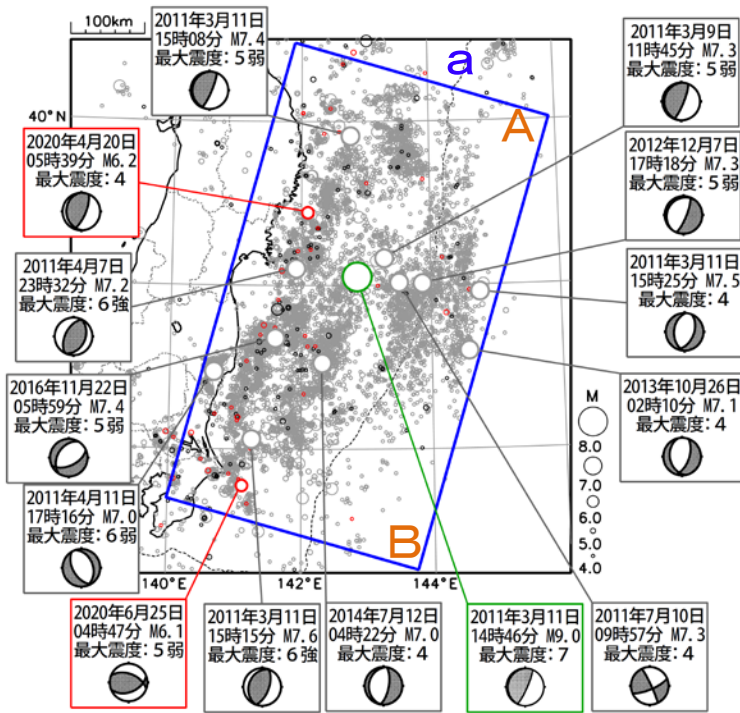 100km
2011年3月11日
15時08分 M7.4
最大震度:5弱
a
2011年3月9日
11時45分 M7.3
最大震度:5弱
40°N
A
2020年4月20日
05時39分 M6.2
最大震度:4
2012年12月7日
17時18分 M7.3
最大震度:5弱
2011年4月7日
23時32分 M7.2
最大震度:6強
2011年3月11日
15時25分 M7.5
最大震度:4
2016年11月22日
05時59分 M7.4
最大震度:5弱
2013年10月26日
02時10分 M7.1
最大震度:4
M
8.0
7.0
6.0
5.0
4.0
2011年4月11日
17時16分 M7.0
最大震度:6弱
B
140°E
142°E
144°E
2020年6月25日
04時47分 M6.1
最大震度:5弱
2011年3月11日
15時15分 M7.6
最大震度:6強
2014年7月12日
04時22分 M7.0
最大震度:4
2011年3月11日
14時46分 M9.0
最大震度:7
2011年7月10日
09時57分 M7.3
最大震度:4